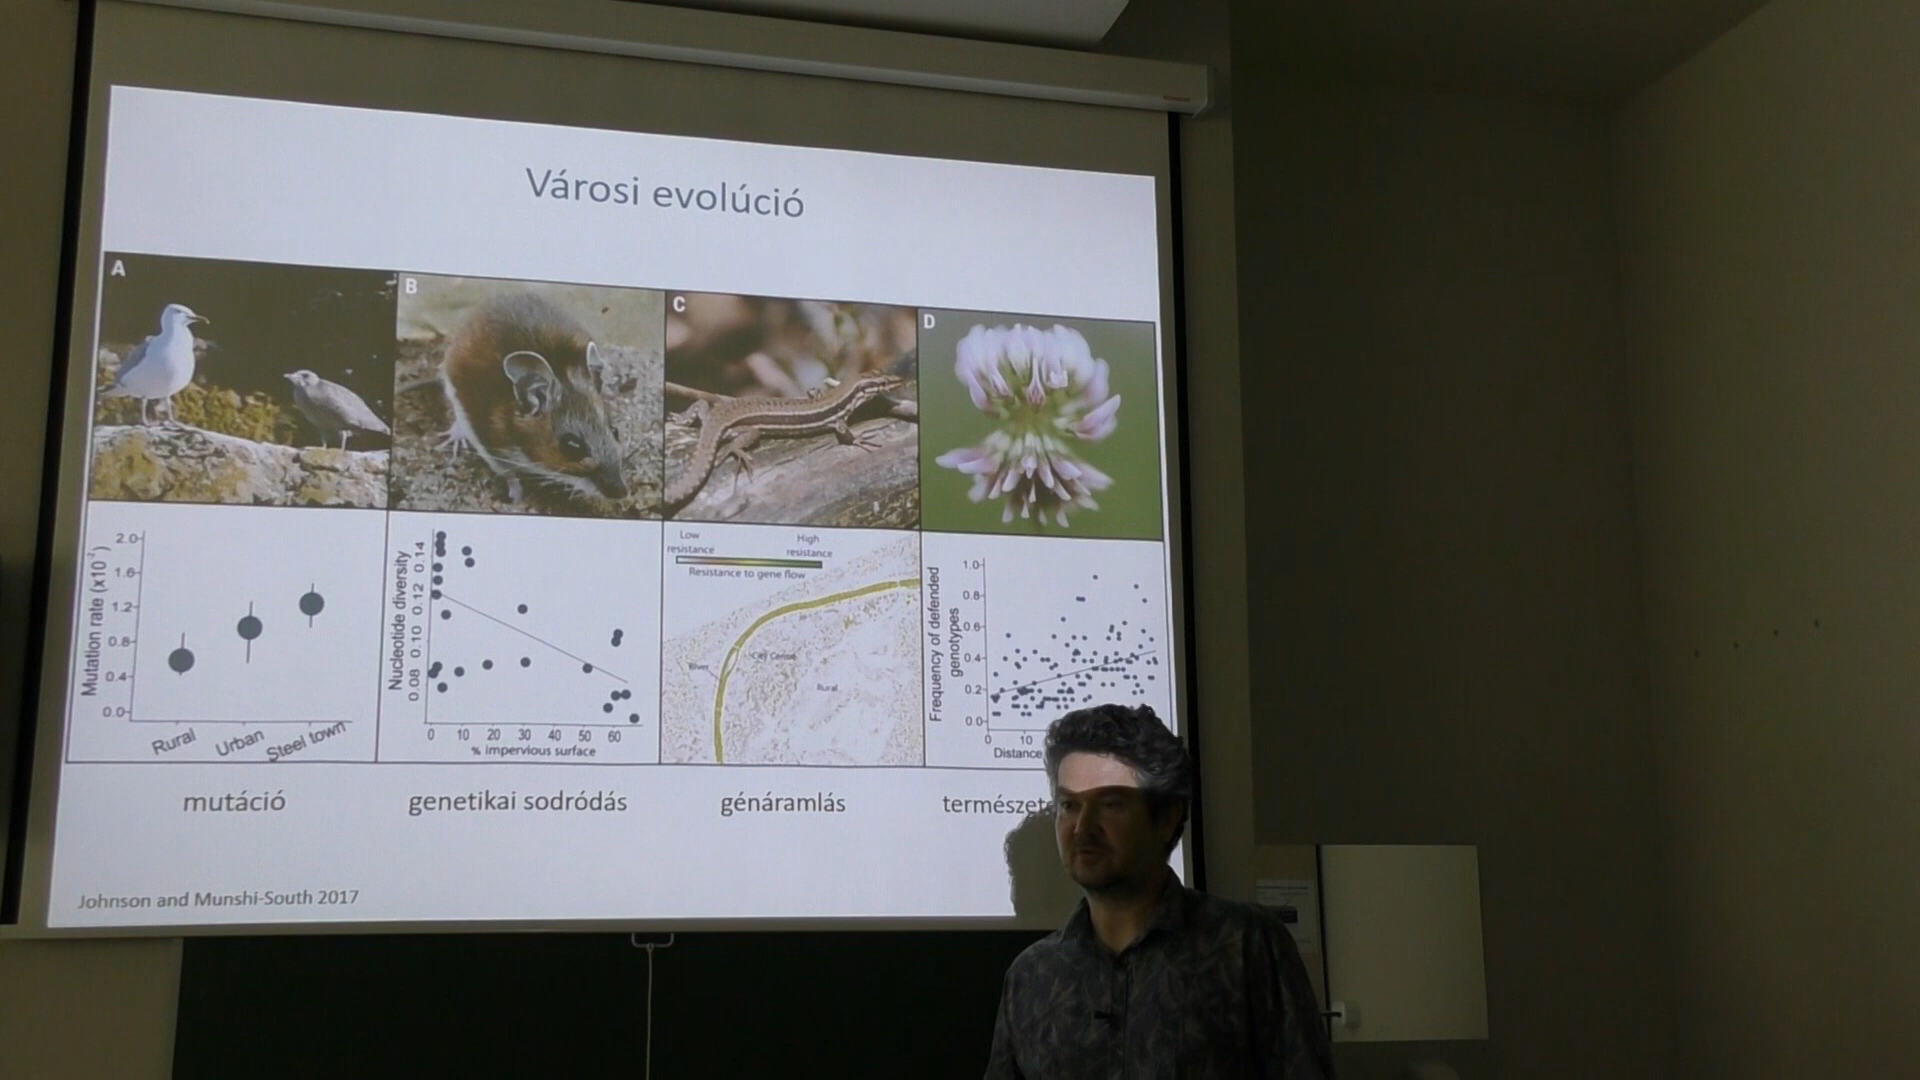 Városi evolúció
A
B
C
D
Mutation rate (x10⁻²)
2.0
1.6
1.2
0.8
0.4
0.0
Rural
Urban
Steel town
Nucleotide diversity
0.14
0.12
0.10
0.08
0 10 20 30 40 50 60
% impervious surface
Low resistance
High resistance
Resistance to gene flow
River
City Centre
Rural
Frequency of defended
genotypes
1.0
0.8
0.6
0.4
0.2
0.0
0 10
Distance
mutáció
genetikai sodródás
génáramlás
természete
Johnson and Munshi-South 2017